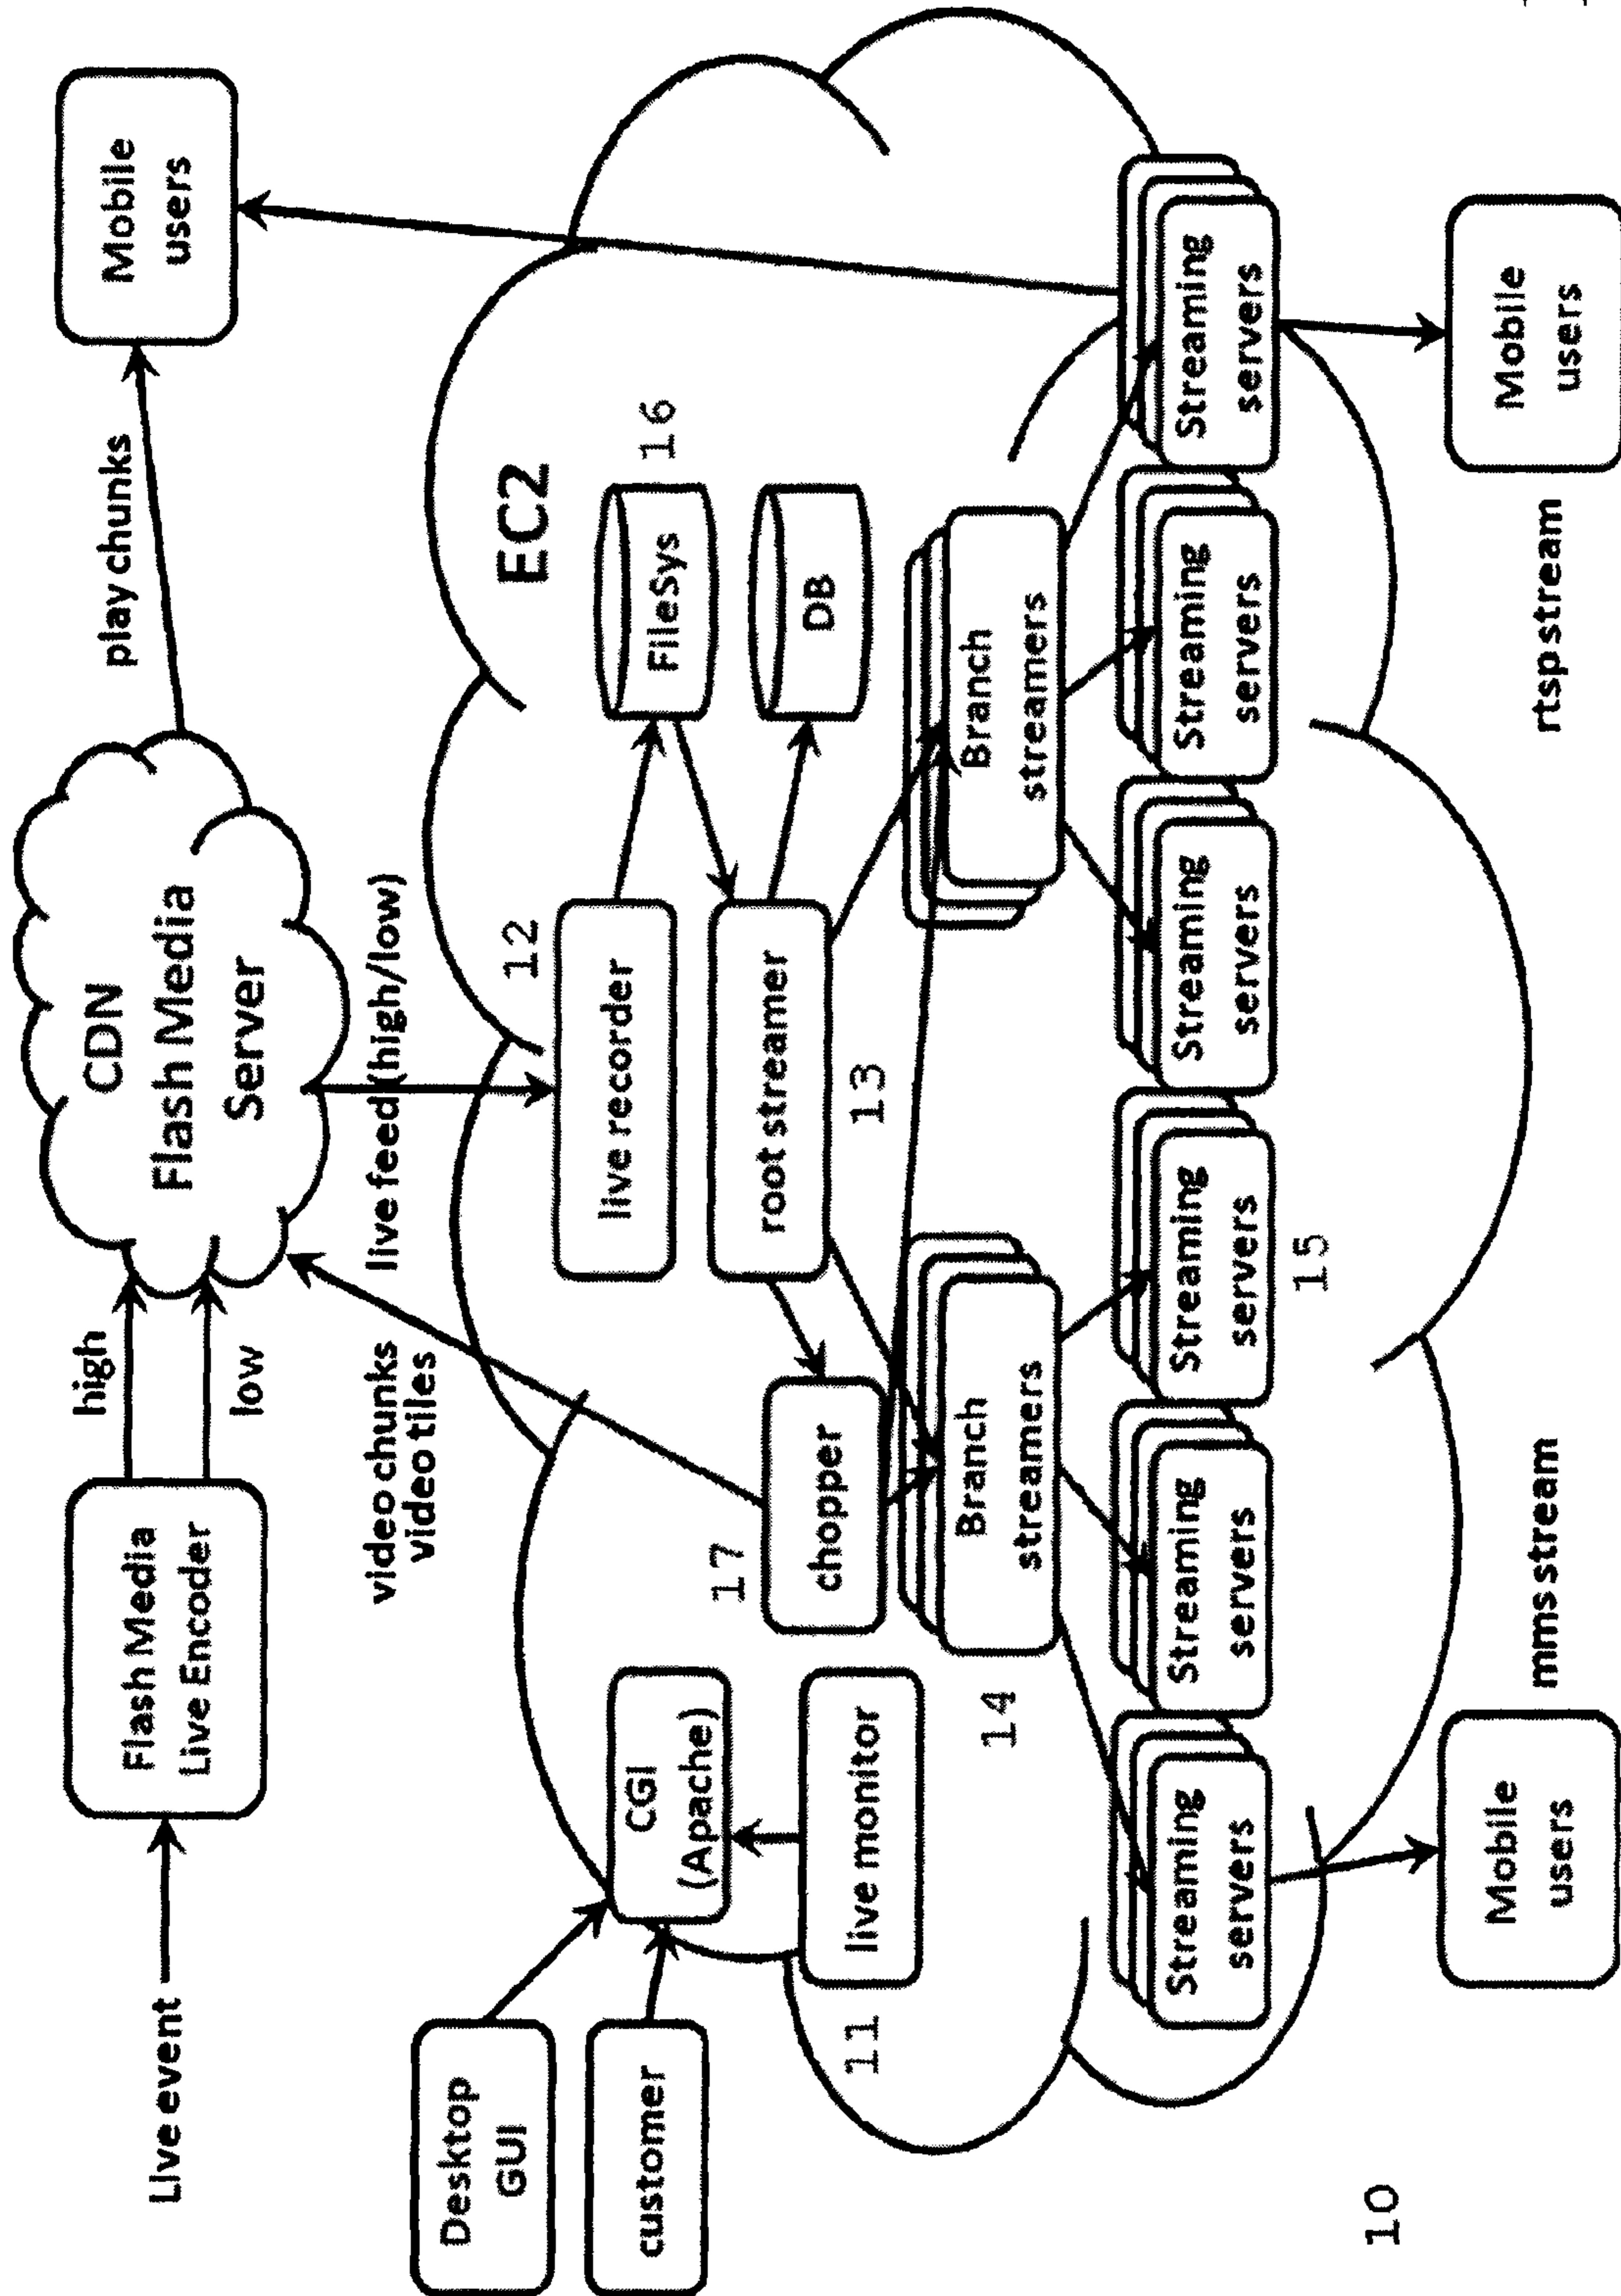 Live event
Flash Media
Live Encoder
high
low
CDN
Flash Media
Server
play chunks
Mobile
users
video chunks
video tiles
live feed(high/low)
Desktop
GUI
customer
CGI
(Apache)
live monitor
11
12
live recorder
EC2
FileSys
16
17
chopper
root streamer
13
DB
14
Branch
streamers
Branch
streamers
Streaming
servers
Streaming
servers
Streaming
servers
15
Streaming
servers
Streaming
servers
Streaming
servers
10
Mobile
users
mms stream
rtsp stream
Mobile
users